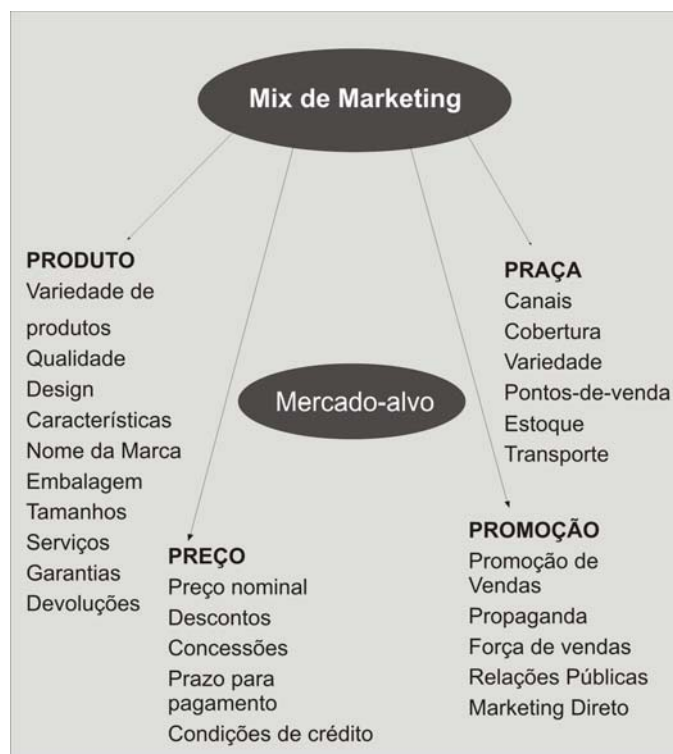 Mix de Marketing
PRODUTO
Variedade de
produtos
Qualidade
Design
Características
Nome da Marca
Embalagem
Tamanhos
Serviços
Garantias
Devoluções
PREÇO
Preço nominal
Descontos
Concessões
Prazo para
pagamento
Condições de crédito
Mercado-alvo
PRAÇA
Canais
Cobertura
Variedade
Pontos-de-venda
Estoque
Transporte
PROMOÇÃO
Promoção de
Vendas
Propaganda
Força de vendas
Relações Públicas
Marketing Direto